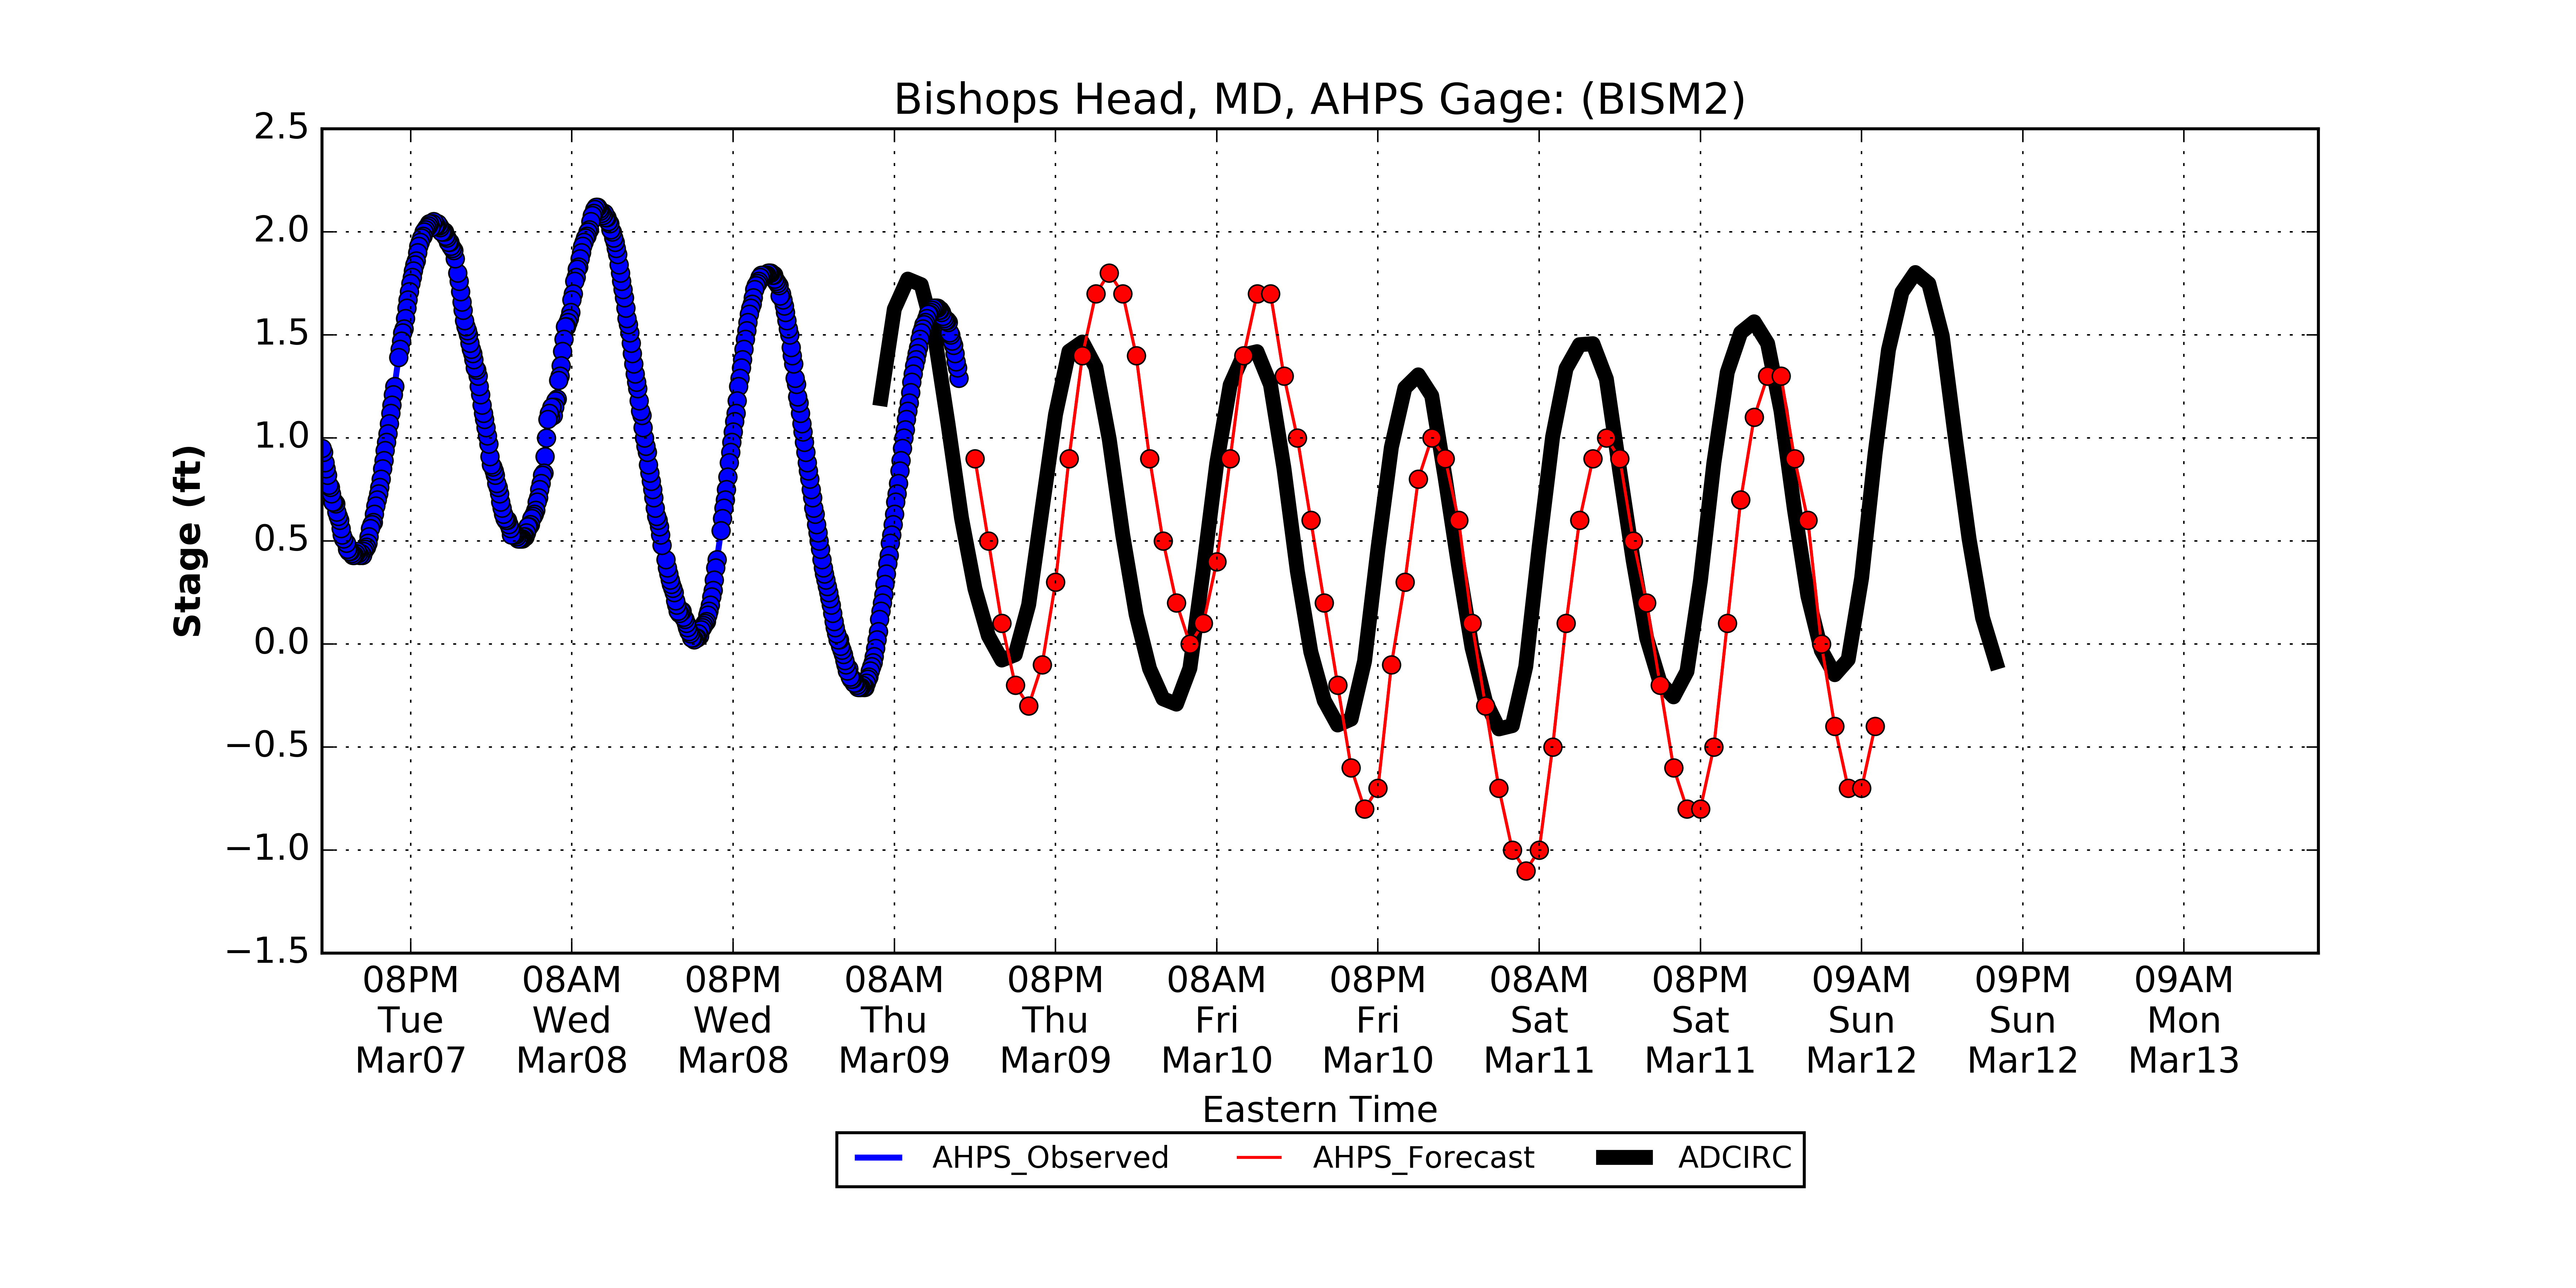 Bishops Head, MD, AHPS Gage: (BISM2)
2.5
2.0
1.5
1.0
0.5
0.0
−0.5
−1.0
−1.5
Stage (ft)
08PM 08AM 08PM 08AM 08PM 08AM 08PM 08AM 08PM 09AM 09PM 09AM
Tue Wed Wed Thu Thu Fri Fri Sat Sat Sun Sun Mon
Mar07 Mar08 Mar08 Mar09 Mar09 Mar10 Mar10 Mar11 Mar11 Mar12 Mar12 Mar13
Eastern Time
AHPS_Observed AHPS_Forecast ADCIRC